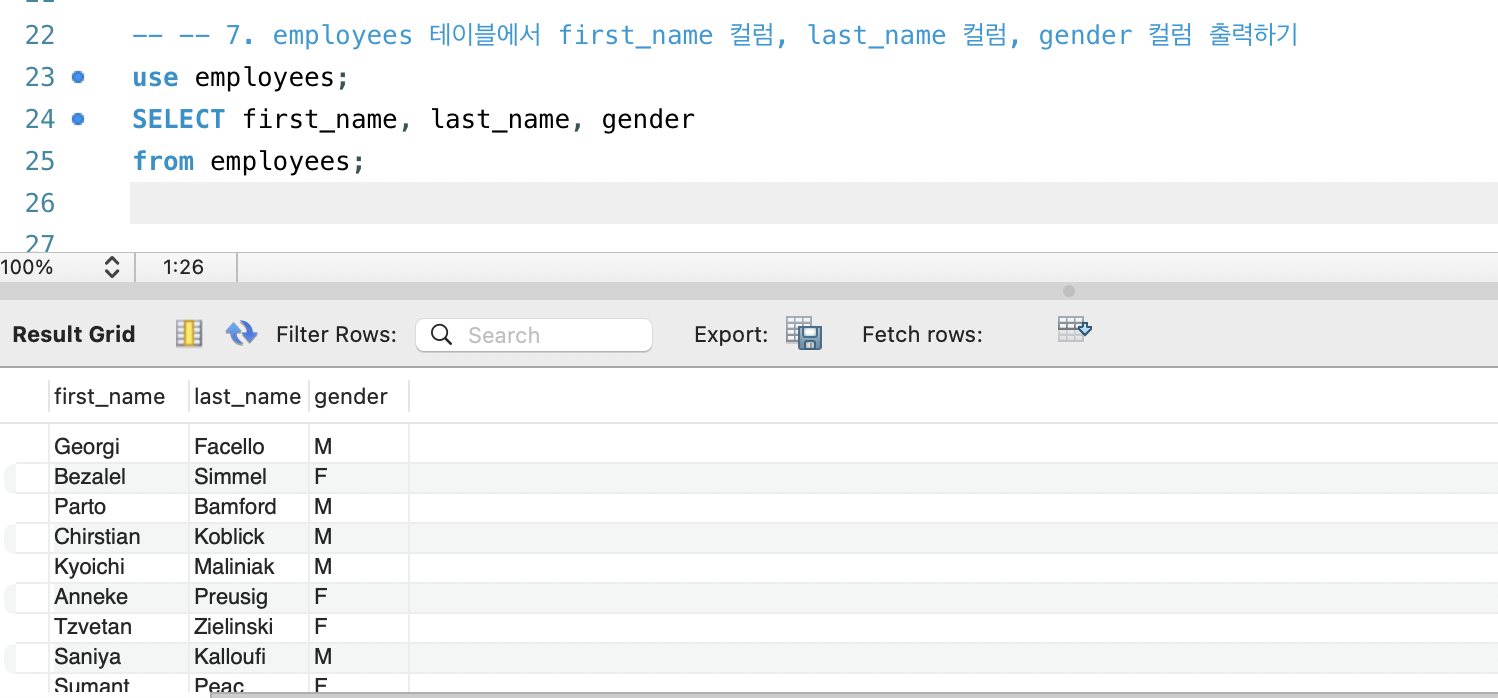 22 -- -- 7. employees 테이블에서 first_name 컬럼, last_name 컬럼, gender 컬럼 출력하기
23 use employees;
24 SELECT first_name, last_name, gender
25 from employees;
26
27
100% 1:26
Result Grid Filter Rows: Search Export: Fetch rows:
first_name last_name gender
Georgi Facello M
Bezalel Simmel F
Parto Bamford M
Chirstian Koblick M
Kyoichi Maliniak M
Anneke Preusig F
Tzvetan Zielinski F
Saniya Kalloufi M
Sumant Peac F